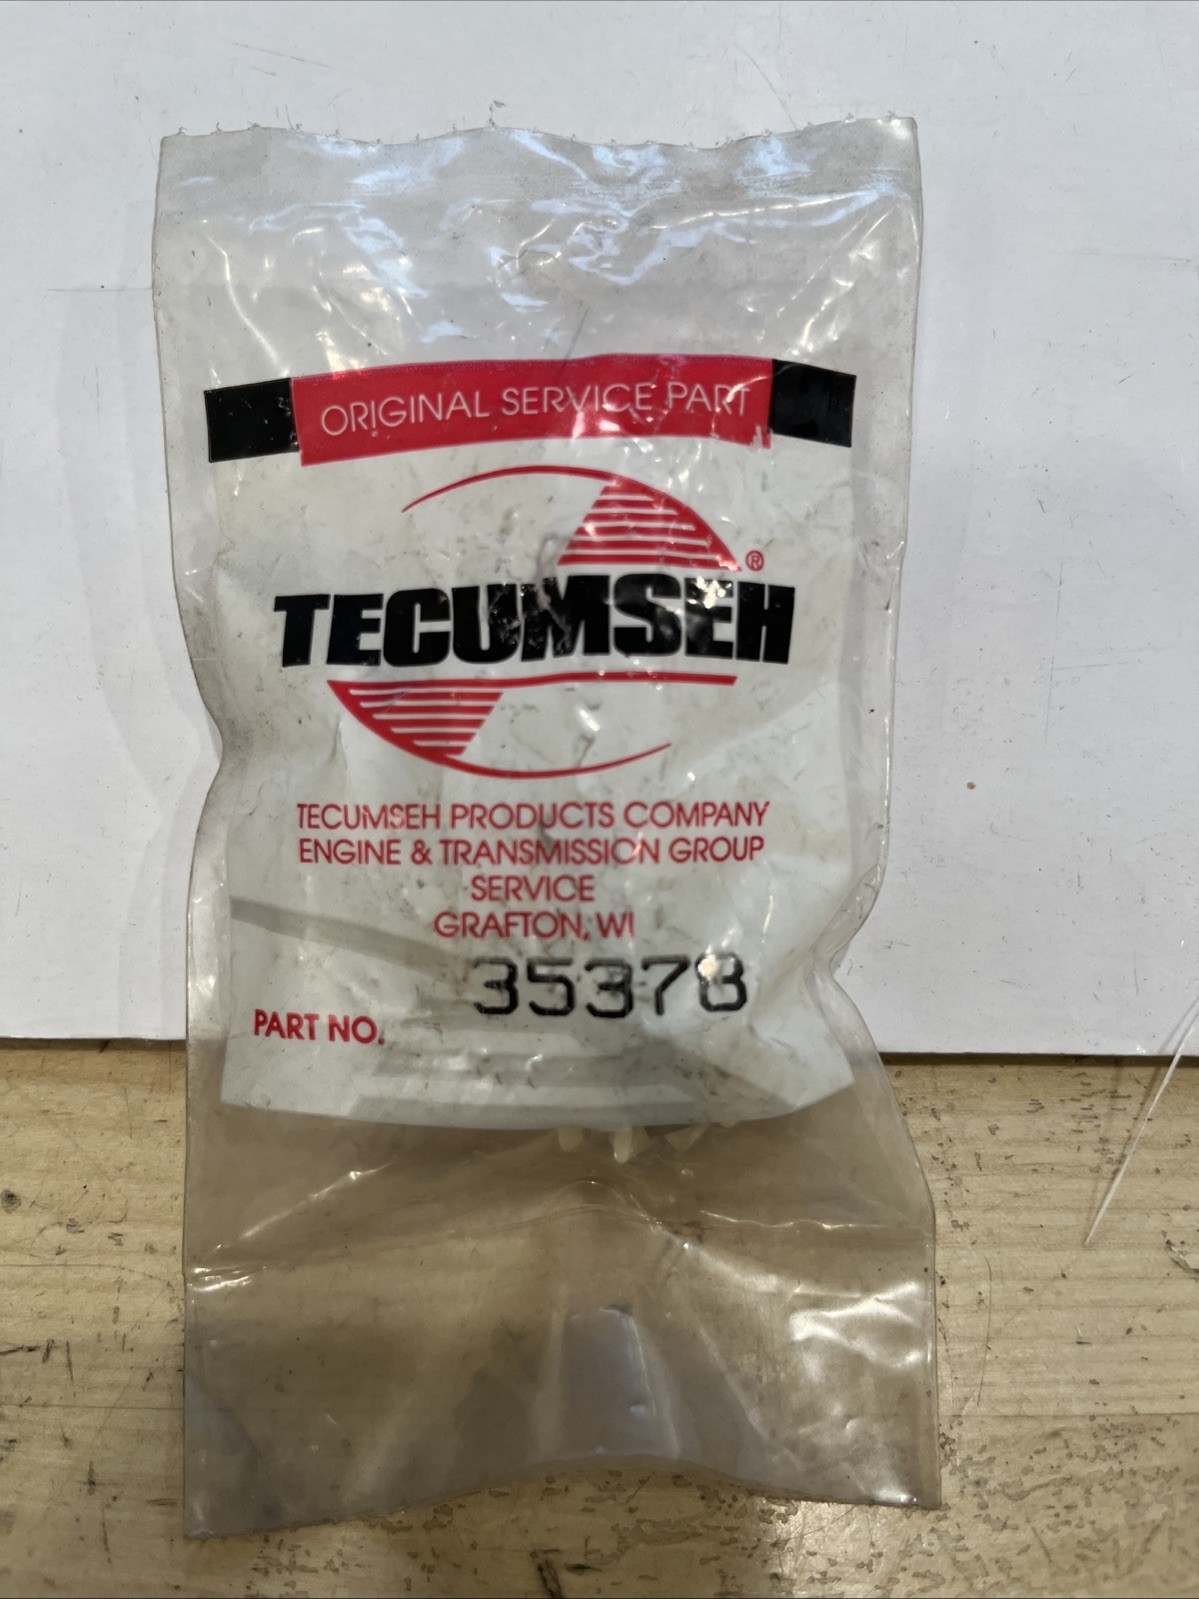 ORIGINAL SERVICE PART
TECUMSEH®
TECUMSEH PRODUCTS COMPANY
ENGINE & TRANSMISSION GROUP
SERVICE
GRAFTON, WI
35378
PART NO.